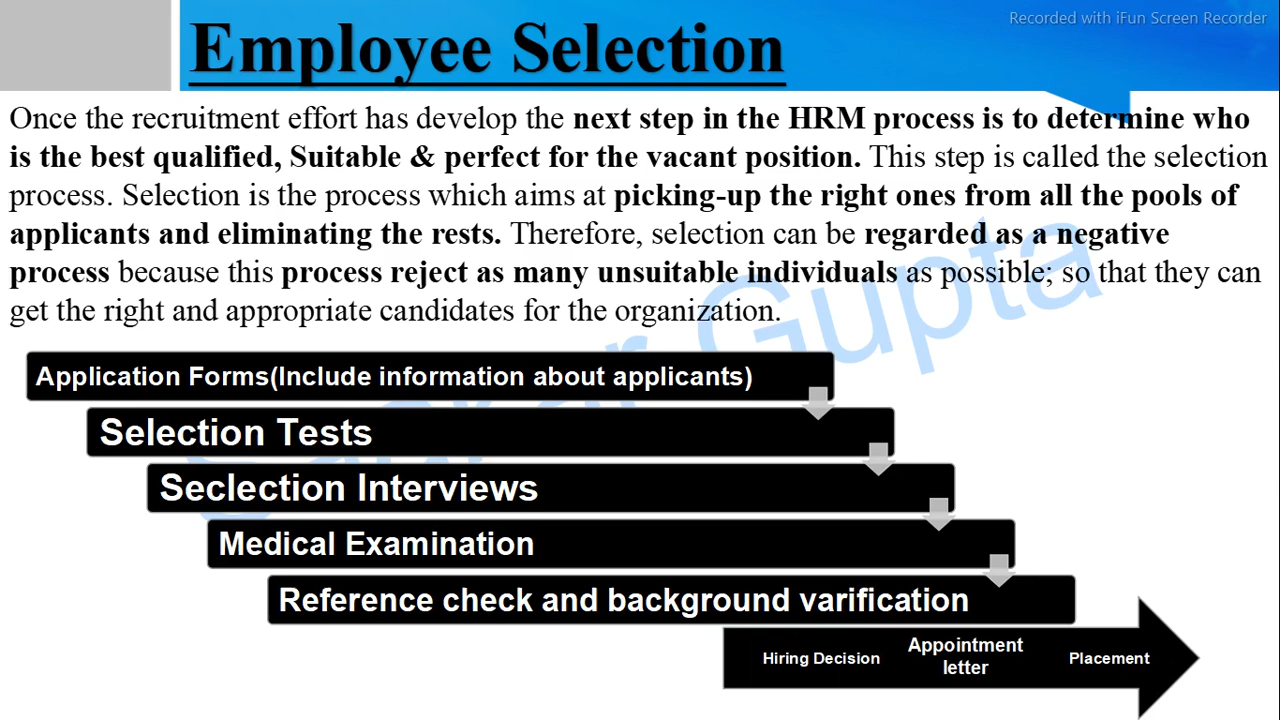 Recorded with iFun Screen Recorder
Employee Selection
Once the recruitment effort has develop the next step in the HRM process is to determine who
is the best qualified, Suitable & perfect for the vacant position. This step is called the selection
process. Selection is the process which aims at picking-up the right ones from all the pools of
applicants and eliminating the rests. Therefore, selection can be regarded as a negative
process because this process reject as many unsuitable individuals as possible; so that they can
get the right and appropriate candidates for the organization.
Application Forms(Include information about applicants)
Selection Tests
Seclection Interviews
Medical Examination
Reference check and background varification
Hiring Decision
Appointment
letter
Placement
Gupta